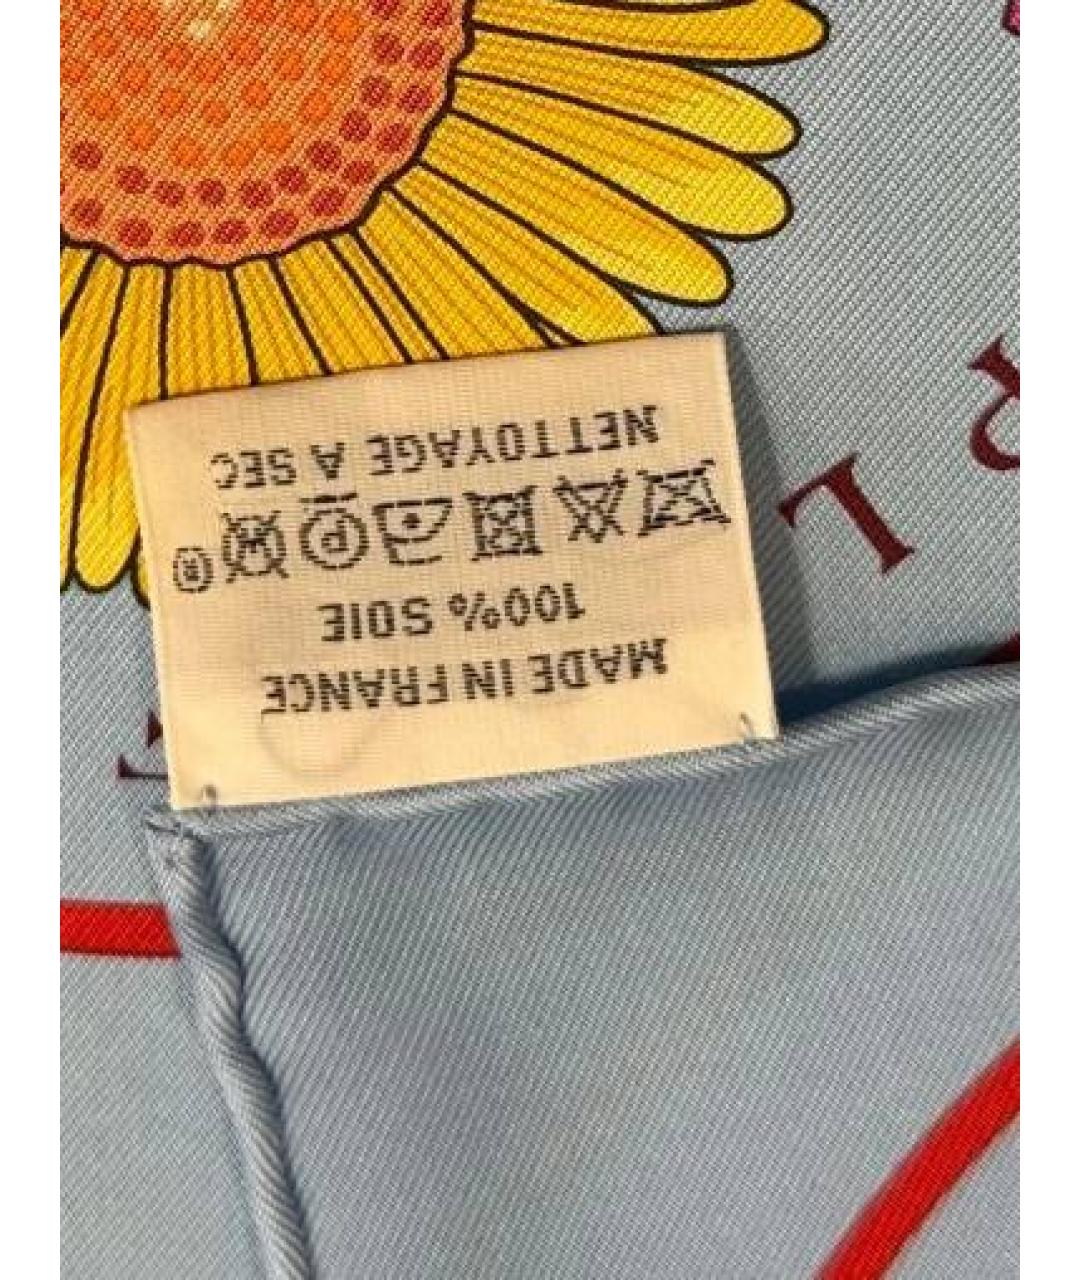 MADE IN FRANCE
100% SOIE
P
NETTOYAGE A SEC